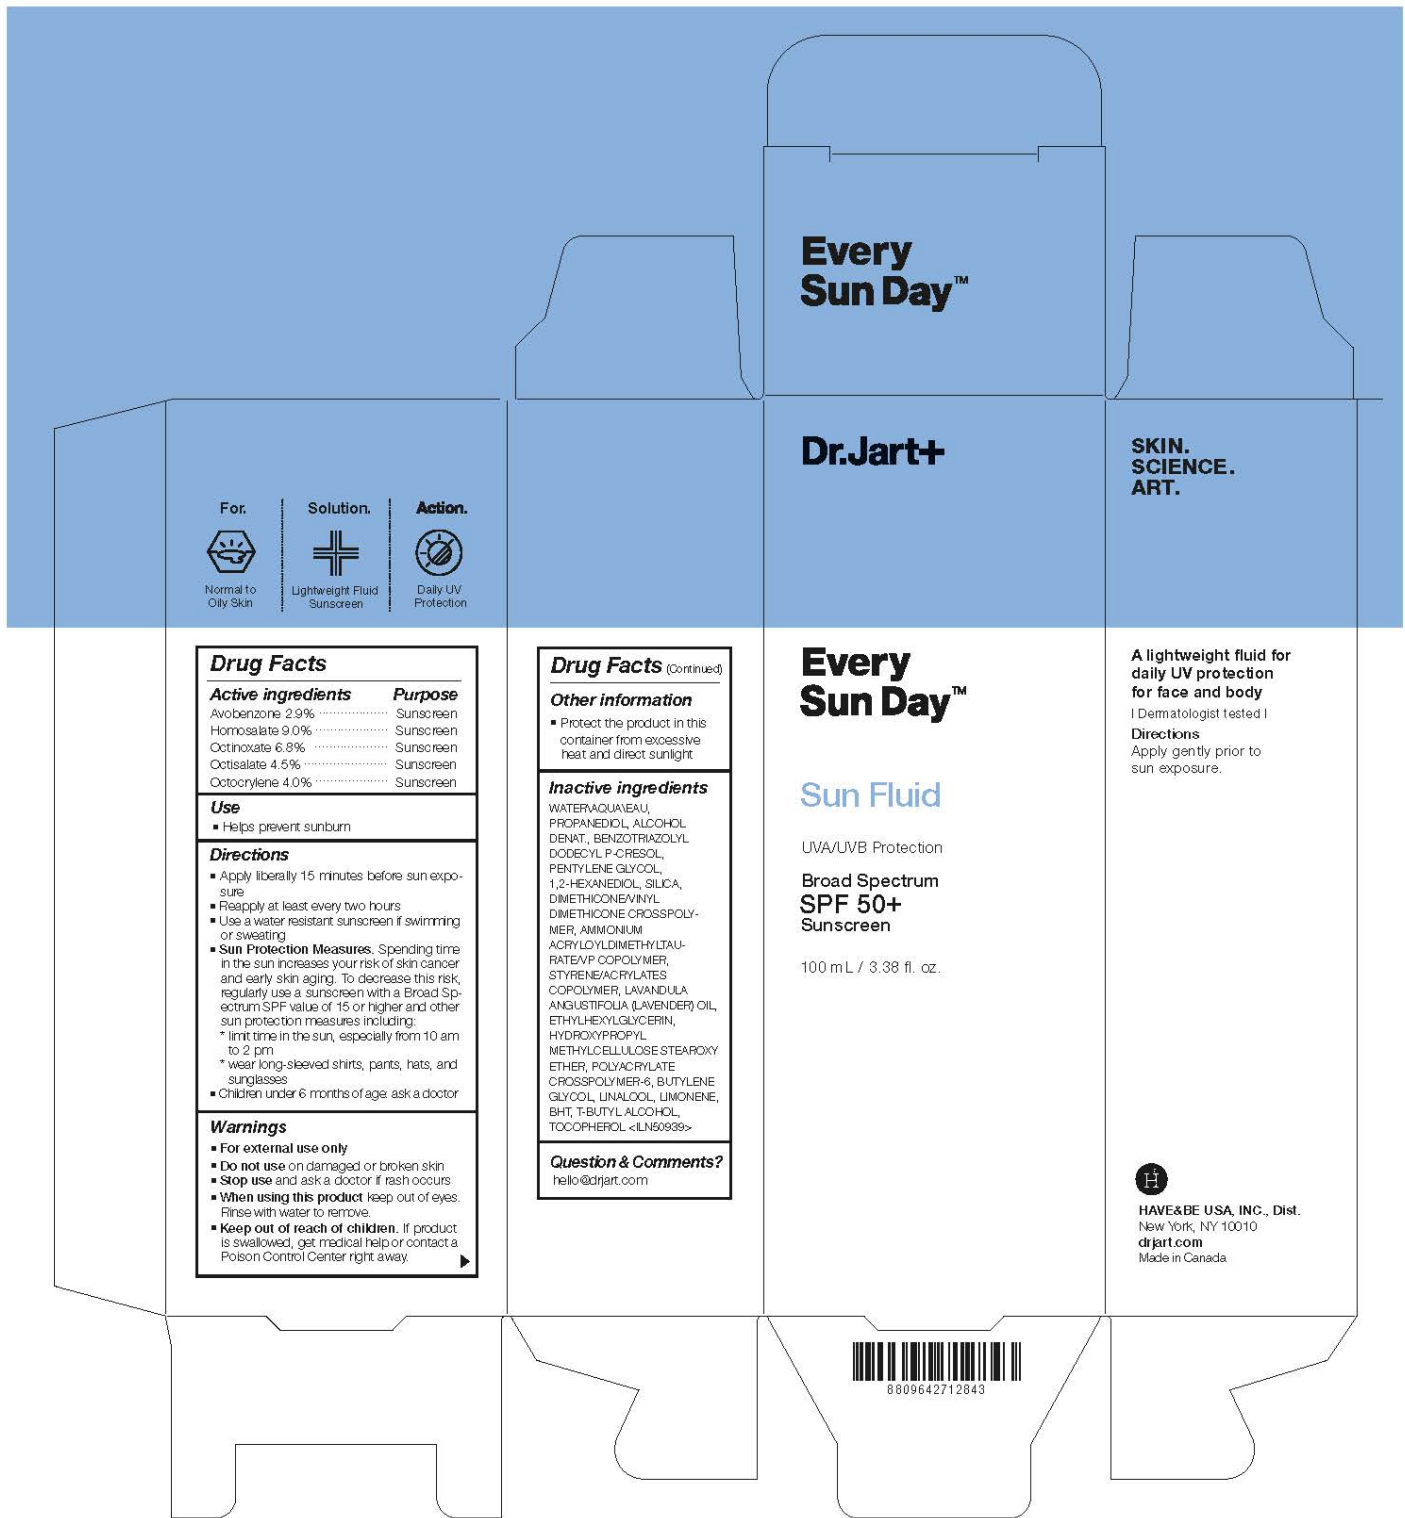 Every
Sun Day™
Dr.Jart+
SKIN.
SCIENCE.
ART.
For.
Normal to
Oily Skin
Solution.
Lightweight Fluid
Sunscreen
Action.
Daily UV
Protection
Drug Facts
Active ingredients Purpose
Avobenzone 2.9% ···················· Sunscreen
Homosalate 9.0% ···················· Sunscreen
Octinoxate 6.8% ···················· Sunscreen
Octisalate 4.5% ······················· Sunscreen
Octocrylene 4.0% ···················· Sunscreen
Use
▪ Helps prevent sunburn
Directions
▪ Apply liberally 15 minutes before sun expo-
sure
▪ Reapply at least every two hours
▪ Use a water resistant sunscreen if swimming
or sweating
▪ Sun Protection Measures. Spending time
in the sun increases your risk of skin cancer
and early skin aging. To decrease this risk,
regularly use a sunscreen with a Broad Sp-
ectrum SPF value of 15 or higher and other
sun protection measures including:
* limit time in the sun, especially from 10 am
to 2 pm
* wear long-sleeved shirts, pants, hats, and
sunglasses
▪ Children under 6 months of age: ask a doctor
Warnings
▪ For external use only
▪ Do not use on damaged or broken skin
▪ Stop use and ask a doctor if rash occurs
▪ When using this product keep out of eyes.
Rinse with water to remove.
▪ Keep out of reach of children. If product
is swallowed, get medical help or contact a
Poison Control Center right away.
Drug Facts (Continued)
Other information
▪ Protect the product in this
container from excessive
heat and direct sunlight
Inactive ingredients
WATER\AQUA\EAU,
PROPANEDIOL, ALCOHOL
DENAT., BENZOTRIAZOLYL
DODECYL P-CRESOL,
PENTYLENE GLYCOL,
1,2-HEXANEDIOL, SILICA,
DIMETHICONE/VINYL
DIMETHICONE CROSSPOLY-
MER, AMMONIUM
ACRYLOYLDIMETHYLTAU-
RATE/VP COPOLYMER,
STYRENE/ACRYLATES
COPOLYMER, LAVANDULA
ANGUSTIFOLIA (LAVENDER) OIL,
ETHYLHEXYLGLYCERIN,
HYDROXYPROPYL
METHYLCELLULOSE STEAROXY
ETHER, POLYACRYLATE
CROSSPOLYMER-6, BUTYLENE
GLYCOL, LINALOOL, LIMONENE,
BHT, T-BUTYL ALCOHOL,
TOCOPHEROL <ILN50939>
Question & Comments?
hello@drjart.com
Every
Sun Day™
Sun Fluid
UVA/UVB Protection
Broad Spectrum
SPF 50+
Sunscreen
100 mL / 3.38 fl. oz.
A lightweight fluid for
daily UV protection
for face and body
| Dermatologist tested |
Directions
Apply gently prior to
sun exposure.
H
HAVE&BE USA, INC., Dist.
New York, NY 10010
drjart.com
Made in Canada
8809642712843